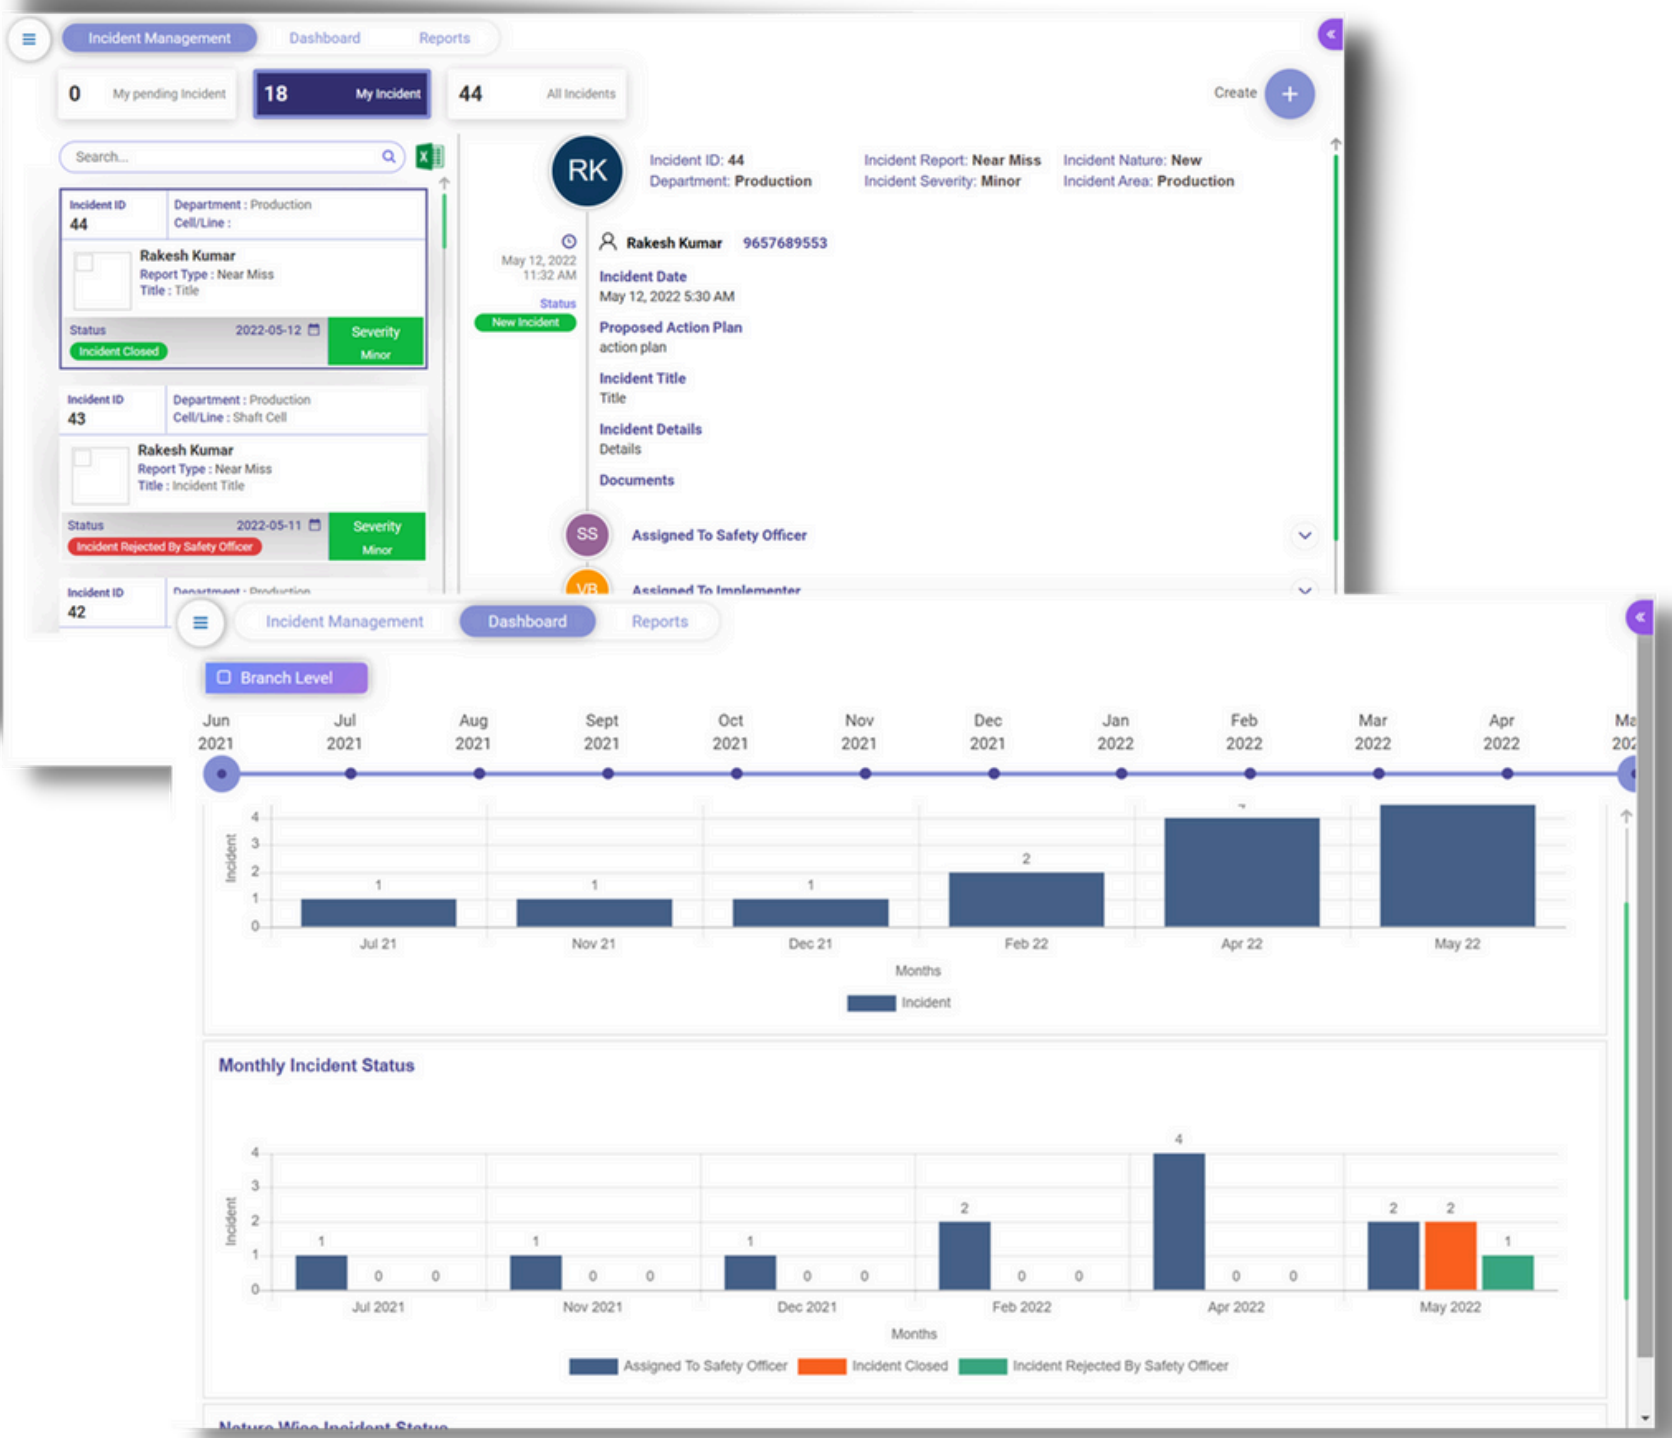 Incident Management Dashboard Reports
0 My pending Incident 18 My Incident 44 All Incidents Create +
Search...
Incident ID Department : Production
44 Cell/Line :
Rakesh Kumar
Report Type : Near Miss
Title : Title
Status 2022-05-12 Severity
Incident Closed Minor
Incident ID Department : Production
43 Cell/Line : Shaft Cell
Rakesh Kumar
Report Type : Near Miss
Title : Incident Title
Status 2022-05-11 Severity
Incident Rejected By Safety Officer Minor
Incident ID Department : Production
42
RK
Incident ID: 44 Incident Report: Near Miss Incident Nature: New
Department: Production Incident Severity: Minor Incident Area: Production
May 12, 2022
11:32 AM
Status
New Incident
Rakesh Kumar 9657689553
Incident Date
May 12, 2022 5:30 AM
Proposed Action Plan
action plan
Incident Title
Title
Incident Details
Details
Documents
SS Assigned To Safety Officer
VB Assigned To Implementer
Incident Management Dashboard Reports
Branch Level
Jun Jul Aug Sept Oct Nov Dec Jan Feb Mar Apr
2021 2021 2021 2021 2021 2021 2021 2022 2022 2022 2022
4
3
2
1
0
Incident
1 1 1 2
Jul 21 Nov 21 Dec 21 Feb 22 Apr 22 May 22
Months
Incident
Monthly Incident Status
4
3
2
1
0
Incident
1 0 0 1 0 0 1 0 0 2 0 0 4 0 0 2 2 1
Jul 2021 Nov 2021 Dec 2021 Feb 2022 Apr 2022 May 2022
Months
Assigned To Safety Officer Incident Closed Incident Rejected By Safety Officer
Nature Wise Incident Status